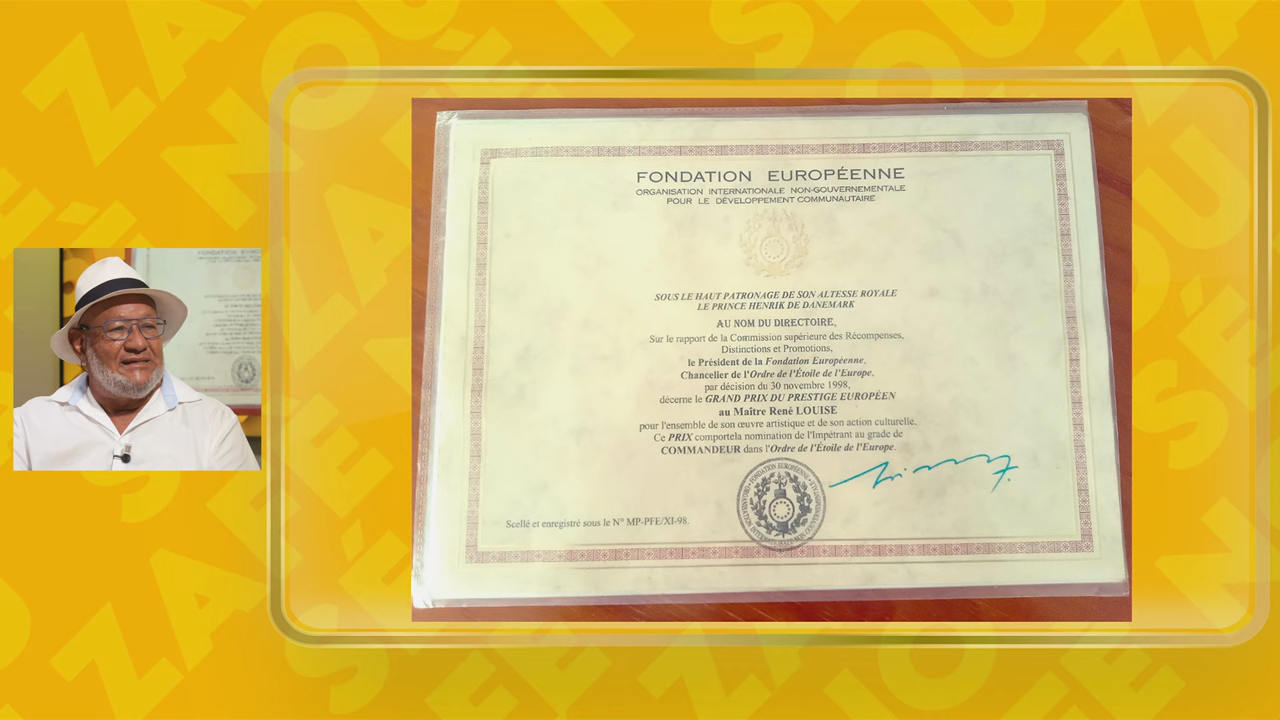 FONDATION EUROPÉENNE
ORGANISATION INTERNATIONALE NON-GOUVERNEMENTALE
POUR LE DÉVELOPPEMENT COMMUNAUTAIRE
SOUS LE HAUT PATRONAGE DE SON ALTESSE ROYALE
LE PRINCE HENRIK DE DANEMARK
AU NOM DU DIRECTOIRE,
Sur le rapport de la Commission supérieure des Récompenses,
Distinctions et Promotions,
le Président de la Fondation Européenne,
Chancelier de l'Ordre de l'Étoile de l'Europe,
par décision du 30 novembre 1998,
décerne le GRAND PRIX DU PRESTIGE EUROPÉEN
au Maître René LOUISE
pour l'ensemble de son œuvre artistique et de son action culturelle.
Ce PRIX comportela nomination de l'Impétrant au grade de
COMMANDEUR dans l'Ordre de l'Étoile de l'Europe.
Scellé et enregistré sous le N° MP-PFE/XI-98.
FONDATION EUROPÉENNE